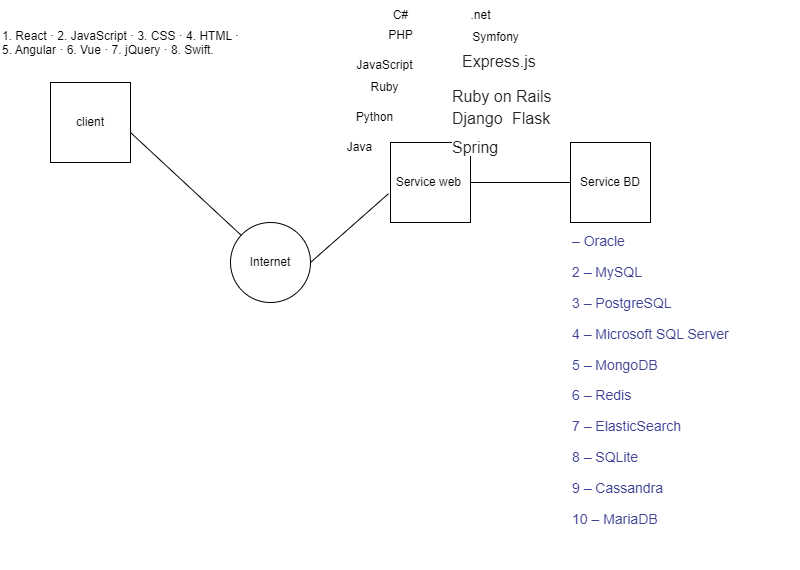 C# .net
1. React · 2. JavaScript · 3. CSS · 4. HTML ·
5. Angular · 6. Vue · 7. jQuery · 8. Swift.
PHP Symfony
JavaScript Express.js
Ruby Ruby on Rails
Python Django Flask
Java Spring
client
Service web
Service BD
Internet
– Oracle
2 – MySQL
3 – PostgreSQL
4 – Microsoft SQL Server
5 – MongoDB
6 – Redis
7 – ElasticSearch
8 – SQLite
9 – Cassandra
10 – MariaDB